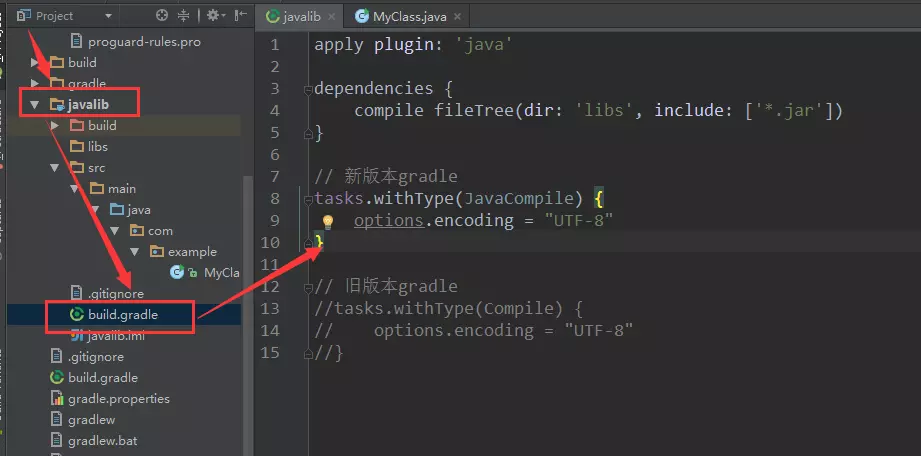 Project
proguard-rules.pro
build
gradle
javalib
build
libs
src
main
java
com
example
MyCla
.gitignore
build.gradle
javalib.iml
.gitignore
build.gradle
gradle.properties
gradlew
gradlew.bat
javalib
MyClass.java
1 apply plugin: 'java'
2
3 dependencies {
4 compile fileTree(dir: 'libs', include: ['*.jar'])
5 }
6
7 // 新版本gradle
8 tasks.withType(JavaCompile) {
9 options.encoding = "UTF-8"
10 }
11
12 // 旧版本gradle
13 //tasks.withType(Compile) {
14 // options.encoding = "UTF-8"
15 //}